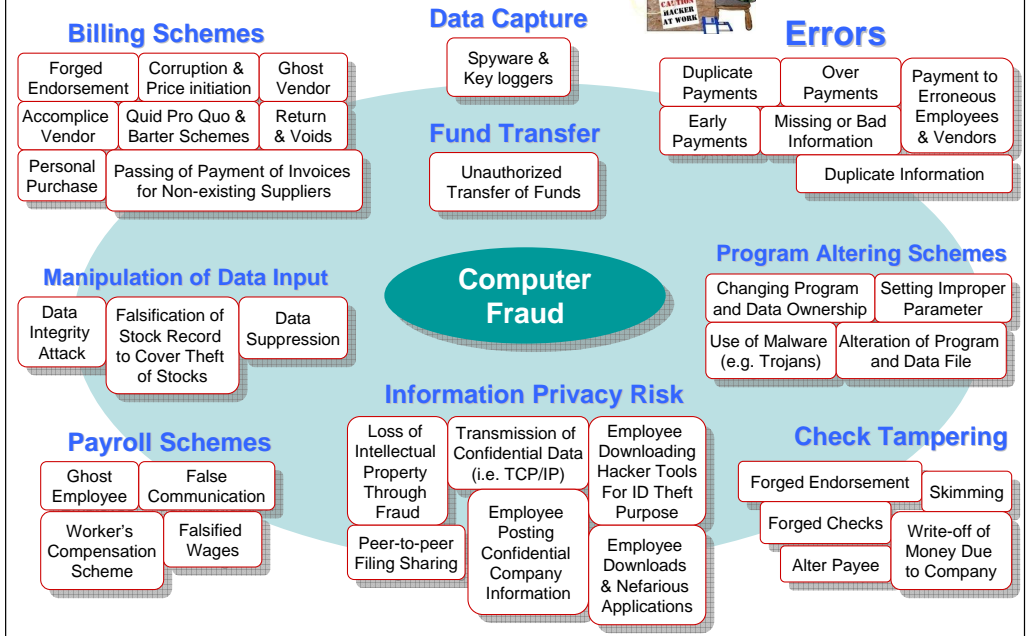 CAUTION
HACKER
AT WORK
Billing Schemes
Forged
Endorsement
Corruption &
Price initiation
Ghost
Vendor
Accomplice
Vendor
Quid Pro Quo &
Barter Schemes
Return
& Voids
Personal
Purchase
Passing of Payment of Invoices
for Non-existing Suppliers
Data Capture
Spyware &
Key loggers
Fund Transfer
Unauthorized
Transfer of Funds
Errors
Duplicate
Payments
Over
Payments
Payment to
Erroneous
Employees
& Vendors
Early
Payments
Missing or Bad
Information
Duplicate Information
Manipulation of Data Input
Data
Integrity
Attack
Falsification of
Stock Record
to Cover Theft
of Stocks
Data
Suppression
Computer
Fraud
Program Altering Schemes
Changing Program
and Data Ownership
Setting Improper
Parameter
Use of Malware
(e.g. Trojans)
Alteration of Program
and Data File
Payroll Schemes
Ghost
Employee
False
Communication
Worker's
Compensation
Scheme
Falsified
Wages
Information Privacy Risk
Loss of
Intellectual
Property
Through
Fraud
Transmission of
Confidential Data
(i.e. TCP/IP)
Employee
Downloading
Hacker Tools
For ID Theft
Purpose
Peer-to-peer
Filing Sharing
Employee
Posting
Confidential
Company
Information
Employee
Downloads
& Nefarious
Applications
Check Tampering
Forged Endorsement
Skimming
Forged Checks
Write-off of
Money Due
to Company
Alter Payee